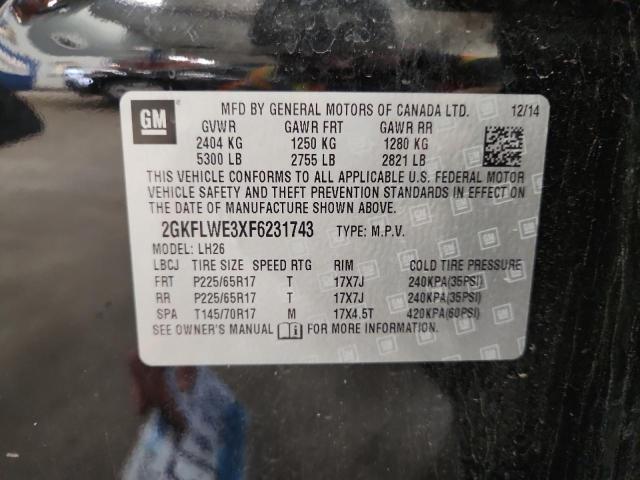 GM MFD BY GENERAL MOTORS OF CANADA LTD. 12/14
GVWR GAWR FRT GAWR RR
2404 KG 1250 KG 1280 KG
5300 LB 2755 LB 2821 LB
THIS VEHICLE CONFORMS TO ALL APPLICABLE U.S. FEDERAL MOTOR
VEHICLE SAFETY AND THEFT PREVENTION STANDARDS IN EFFECT ON
THE DATE OF MANUFACTURE SHOWN ABOVE.
2GKFLWE3XF6231743 TYPE: M.P.V.
MODEL: LH26
LBCJ TIRE SIZE SPEED RTG RIM COLD TIRE PRESSURE
FRT P225/65R17 T 17X7J 240KPA(35PSI)
RR P225/65R17 T 17X7J 240KPA(35PSI)
SPA T145/70R17 M 17X4.5T 420KPA(60PSI)
SEE OWNER'S MANUAL FOR MORE INFORMATION.